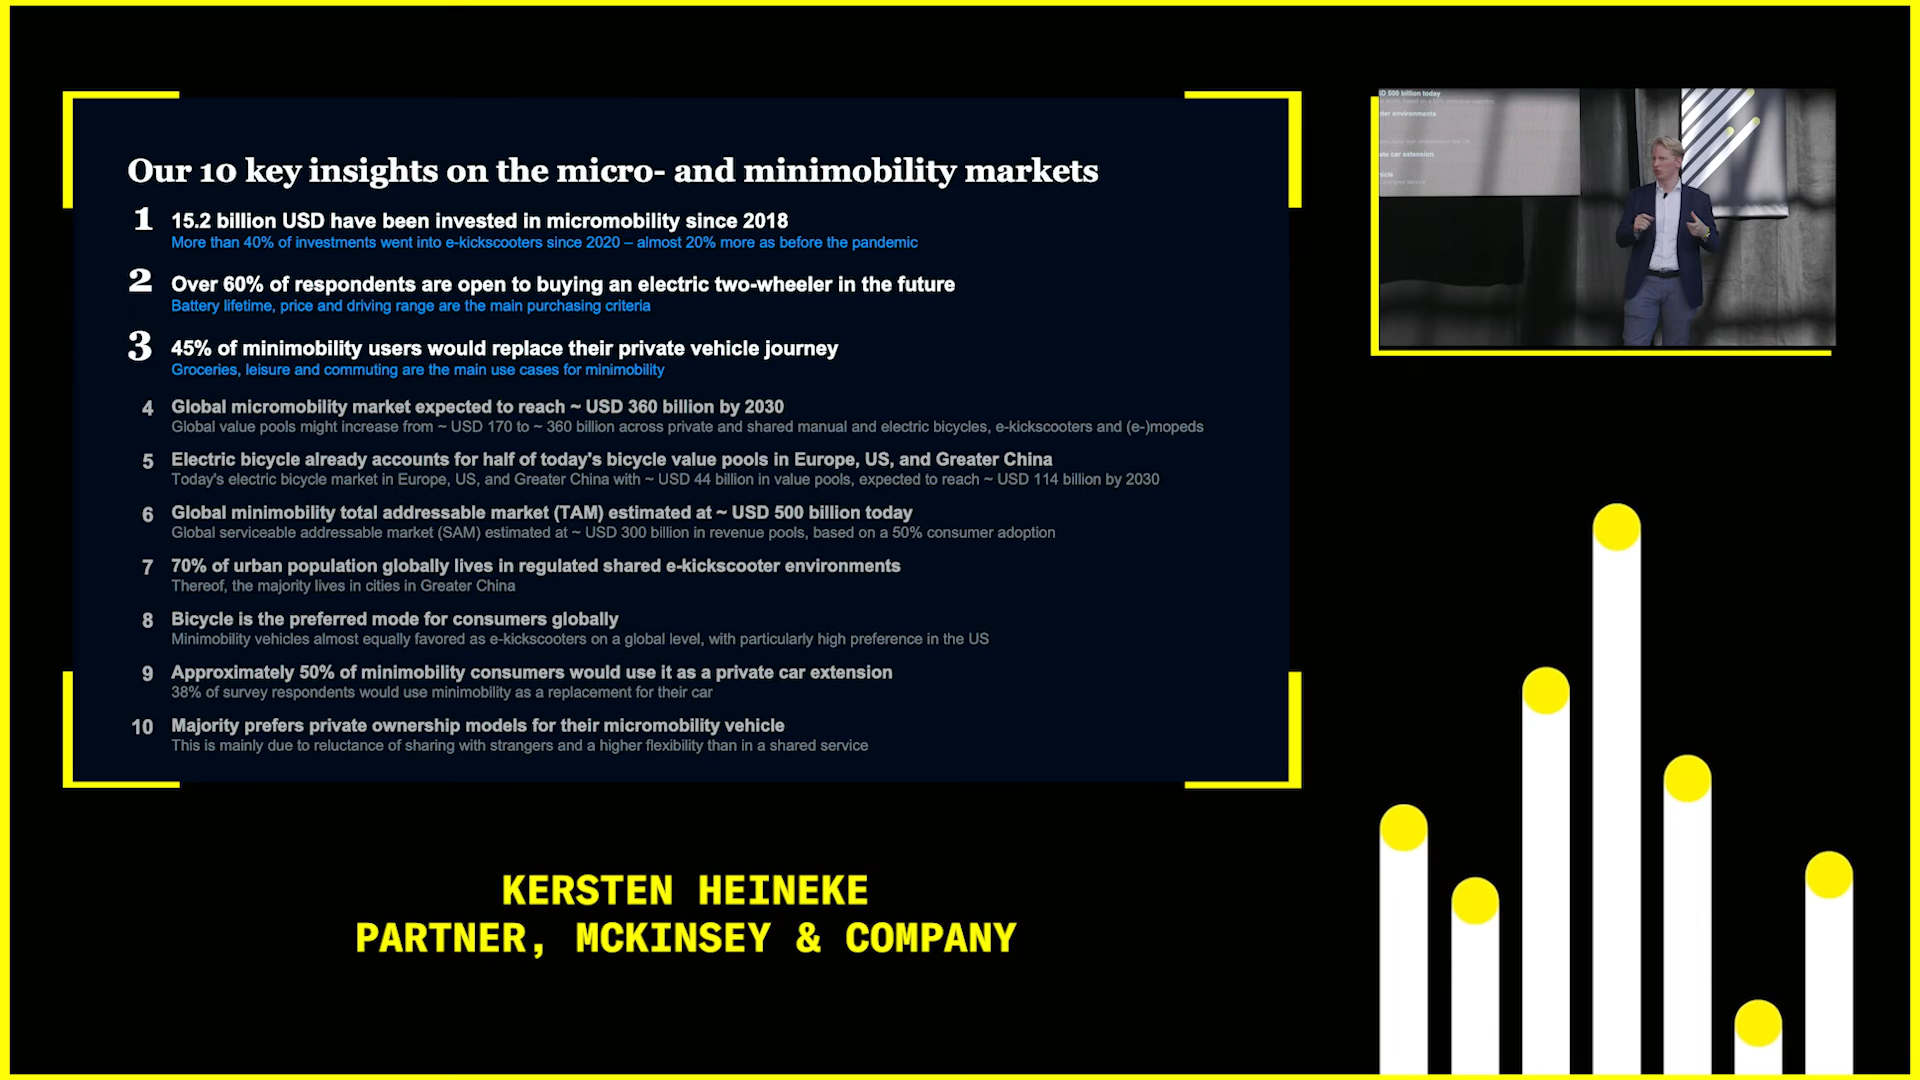 Our 10 key insights on the micro- and minimobility markets
1 15.2 billion USD have been invested in micromobility since 2018
More than 40% of investments went into e-kickscooters since 2020 – almost 20% more as before the pandemic
2 Over 60% of respondents are open to buying an electric two-wheeler in the future
Battery lifetime, price and driving range are the main purchasing criteria
3 45% of minimobility users would replace their private vehicle journey
Groceries, leisure and commuting are the main use cases for minimobility
4 Global micromobility market expected to reach ~ USD 360 billion by 2030
Global value pools might increase from ~ USD 170 to ~ 360 billion across private and shared manual and electric bicycles, e-kickscooters and (e-)mopeds
5 Electric bicycle already accounts for half of today's bicycle value pools in Europe, US, and Greater China
Today's electric bicycle market in Europe, US, and Greater China with ~ USD 44 billion in value pools, expected to reach ~ USD 114 billion by 2030
6 Global minimobility total addressable market (TAM) estimated at ~ USD 500 billion today
Global serviceable addressable market (SAM) estimated at ~ USD 300 billion in revenue pools, based on a 50% consumer adoption
7 70% of urban population globally lives in regulated shared e-kickscooter environments
Thereof, the majority lives in cities in Greater China
8 Bicycle is the preferred mode for consumers globally
Minimobility vehicles almost equally favored as e-kickscooters on a global level, with particularly high preference in the US
9 Approximately 50% of minimobility consumers would use it as a private car extension
38% of survey respondents would use minimobility as a replacement for their car
10 Majority prefers private ownership models for their micromobility vehicle
This is mainly due to reluctance of sharing with strangers and a higher flexibility than in a shared service
500 billion today
environments
car extension
KERSTEN HEINEKE
PARTNER, MCKINSEY & COMPANY